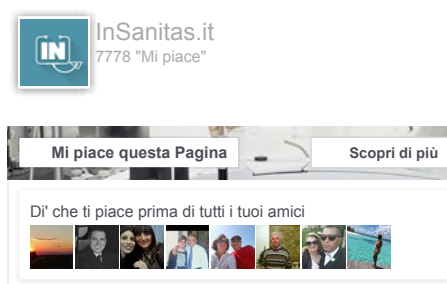 IN
InSanitas.it
7778 "Mi piace"
Mi piace questa Pagina
Scopri di più
Di' che ti piace prima di tutti i tuoi amici